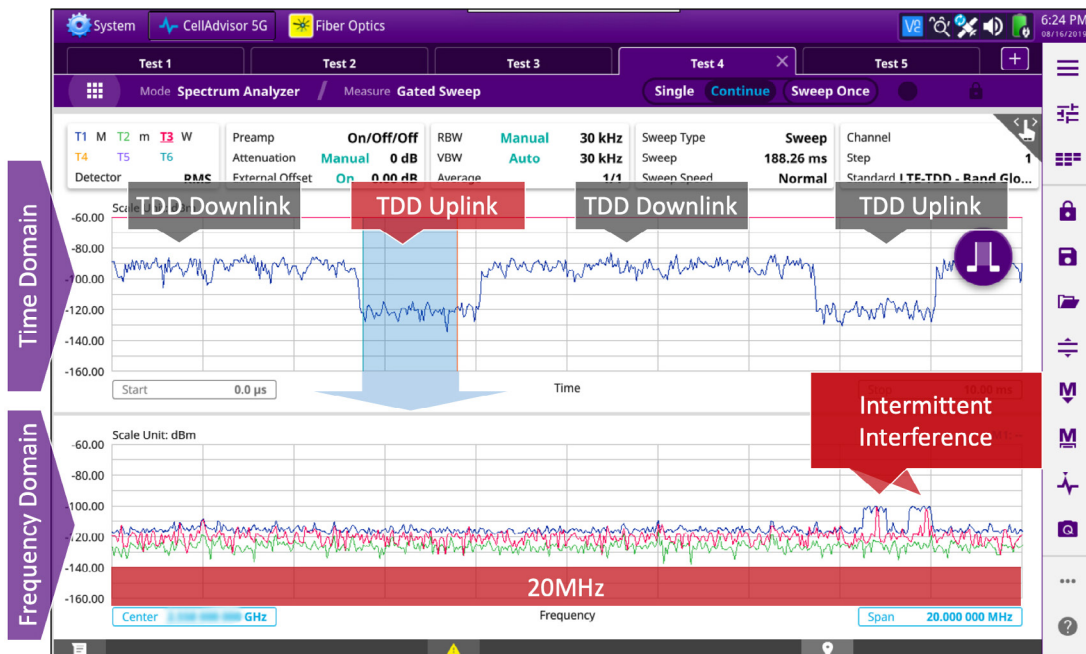 System
CellAdvisor 5G
Fiber Optics
6:24 PM
08/16/2019
Test 1
Test 2
Test 3
Test 4
Test 5
Mode Spectrum Analyzer / Measure Gated Sweep
Single Continue Sweep Once
T1 M T2 m T3 W
T4 T5 T6
Detector RMS
Preamp On/Off/Off
Attenuation Manual 0 dB
External Offset On 0.00 dB
RBW Manual 30 kHz
VBW Auto 30 kHz
Average 1/1
Sweep Type Sweep
Sweep 188.26 ms
Sweep Speed Normal
Channel
Step 1
Standard LTE-TDD - Band Glo...
Time Domain
TDD Downlink
TDD Uplink
TDD Downlink
TDD Uplink
-60.00
-80.00
-100.00
-120.00
-140.00
-160.00
Start 0.0 µs
Time
Stop 10.00 ms
Intermittent
Interference
Frequency Domain
Scale Unit: dBm
-60.00
-80.00
-100.00
-120.00
-140.00
-160.00
20MHz
Center GHz
Frequency
Span 20.000 000 MHz